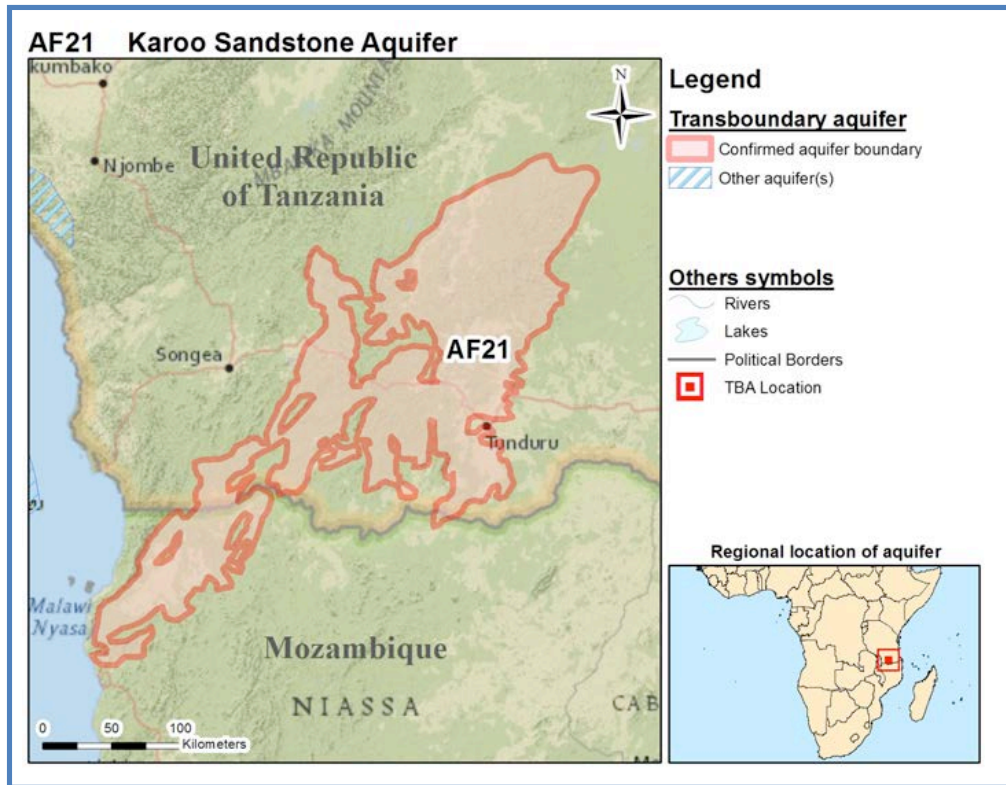 AF21 Karoo Sandstone Aquifer
kumbako
Njombe
United Republic
of Tanzania
Songea
AF21
Tunduru
Malawi
Nyasa
Mozambique
NIASSA
CAB
0 50 100
Kilometers
N
Legend
Transboundary aquifer
Confirmed aquifer boundary
Other aquifer(s)
Others symbols
Rivers
Lakes
Political Borders
TBA Location
Regional location of aquifer